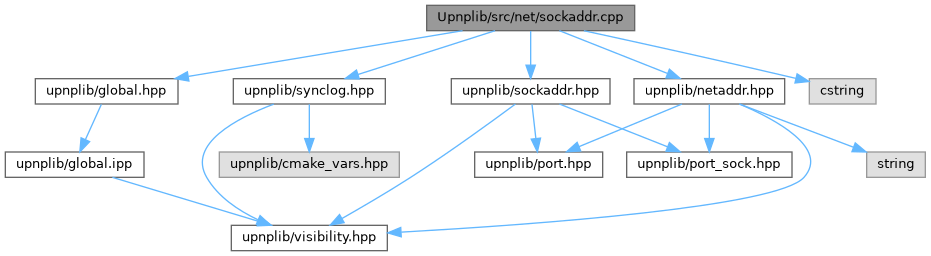 Upnplib/src/net/sockaddr.cpp
upnplib/global.hpp
upnplib/synclog.hpp
upnplib/sockaddr.hpp
upnplib/netaddr.hpp
cstring
upnplib/global.ipp
upnplib/cmake_vars.hpp
upnplib/port.hpp
upnplib/port_sock.hpp
string
upnplib/visibility.hpp